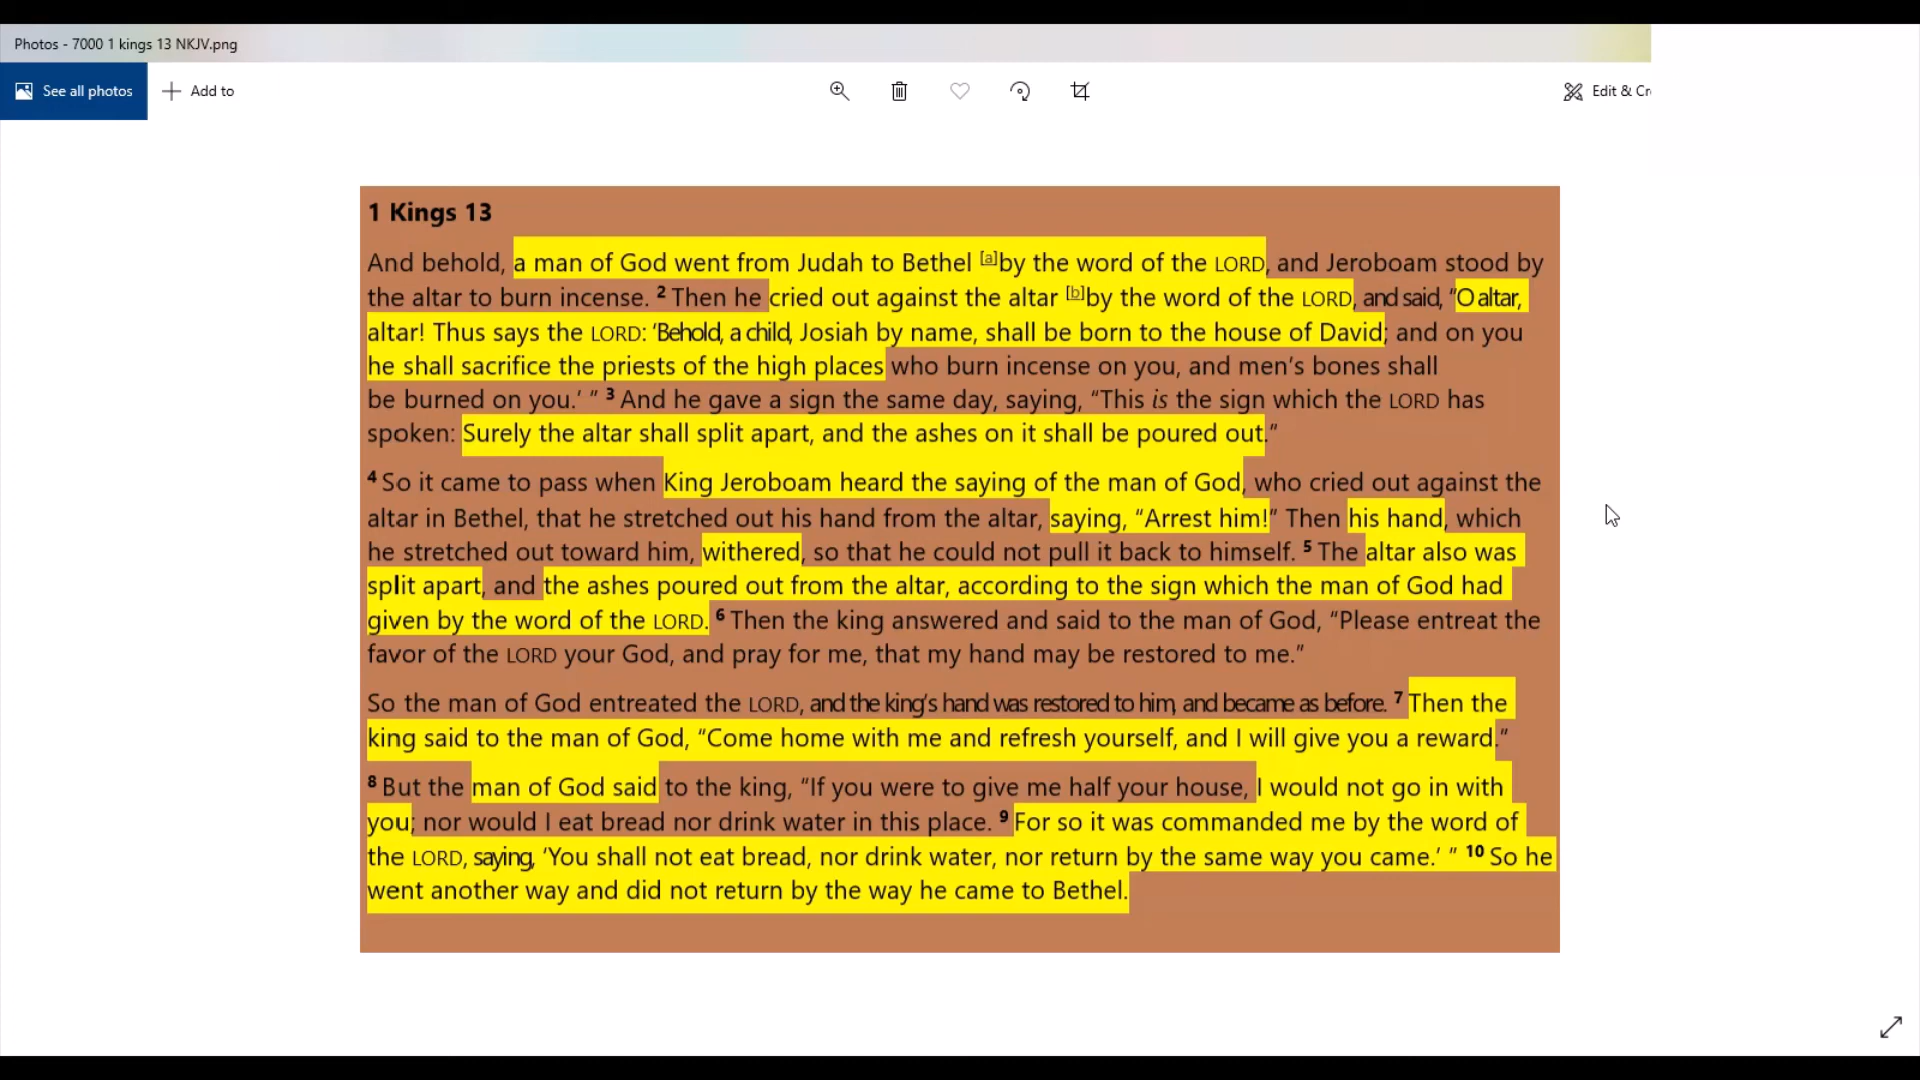 Photos - 7000 1 kings 13 NKJV.png
See all photos
Add to
Edit & Cr
1 Kings 13
And behold, a man of God went from Judah to Bethel [a]by the word of the LORD, and Jeroboam stood by
the altar to burn incense. 2 Then he cried out against the altar [b]by the word of the LORD, and said, “O altar,
altar! Thus says the LORD: ‘Behold, a child, Josiah by name, shall be born to the house of David; and on you
he shall sacrifice the priests of the high places who burn incense on you, and men’s bones shall
be burned on you.’ ” 3 And he gave a sign the same day, saying, “This is the sign which the LORD has
spoken: Surely the altar shall split apart, and the ashes on it shall be poured out.”
4 So it came to pass when King Jeroboam heard the saying of the man of God, who cried out against the
altar in Bethel, that he stretched out his hand from the altar, saying, “Arrest him!” Then his hand, which
he stretched out toward him, withered, so that he could not pull it back to himself. 5 The altar also was
split apart, and the ashes poured out from the altar, according to the sign which the man of God had
given by the word of the LORD. 6 Then the king answered and said to the man of God, “Please entreat the
favor of the LORD your God, and pray for me, that my hand may be restored to me.”
So the man of God entreated the LORD, and the king’s hand was restored to him, and became as before. 7 Then the
king said to the man of God, “Come home with me and refresh yourself, and I will give you a reward.”
8 But the man of God said to the king, “If you were to give me half your house, I would not go in with
you; nor would I eat bread nor drink water in this place. 9 For so it was commanded me by the word of
the LORD, saying, ‘You shall not eat bread, nor drink water, nor return by the same way you came.’ ” 10 So he
went another way and did not return by the way he came to Bethel.